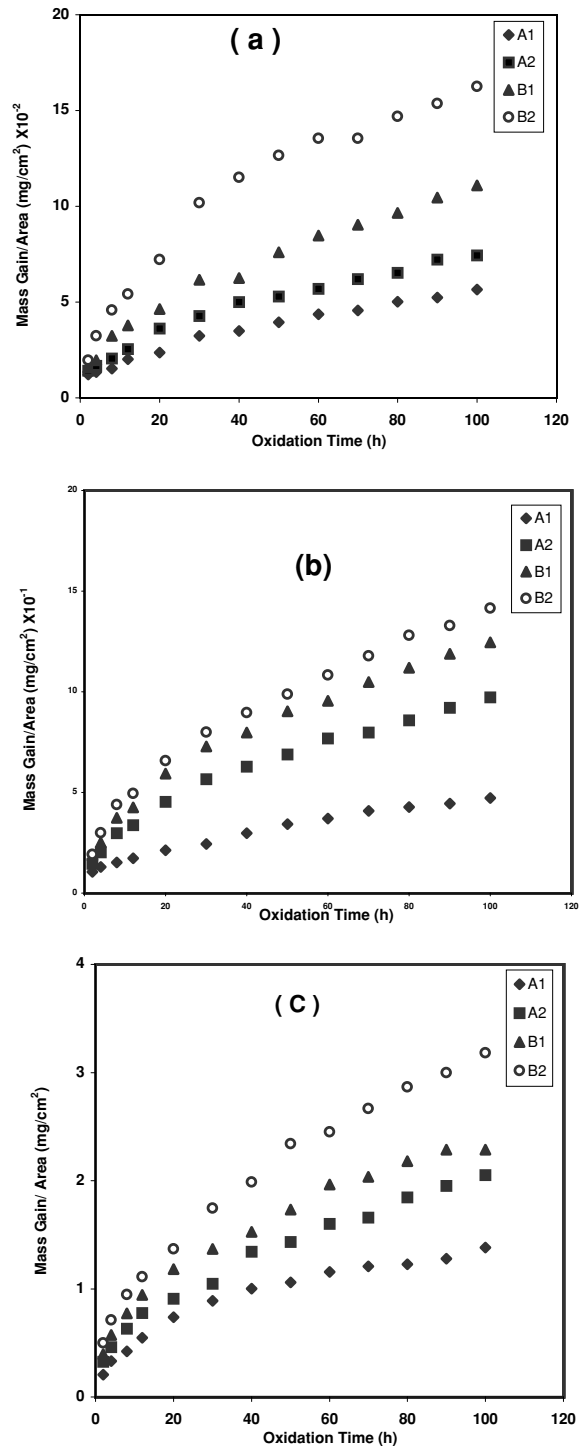 ( a )
A1
A2
B1
B2
20
15
10
5
0
Mass Gain/Area (mg/cm²) X10⁻²
0 20 40 60 80 100 120
Oxidation Time (h)
(b)
A1
A2
B1
B2
20
15
10
5
0
Mass Gain/Area (mg/cm²) X10⁻¹
0 20 40 60 80 100 120
Oxidation Time (h)
( C )
A1
A2
B1
B2
4
3
2
1
0
Mass Gain/ Area (mg/cm²)
0 20 40 60 80 100 120
Oxidation Time (h)